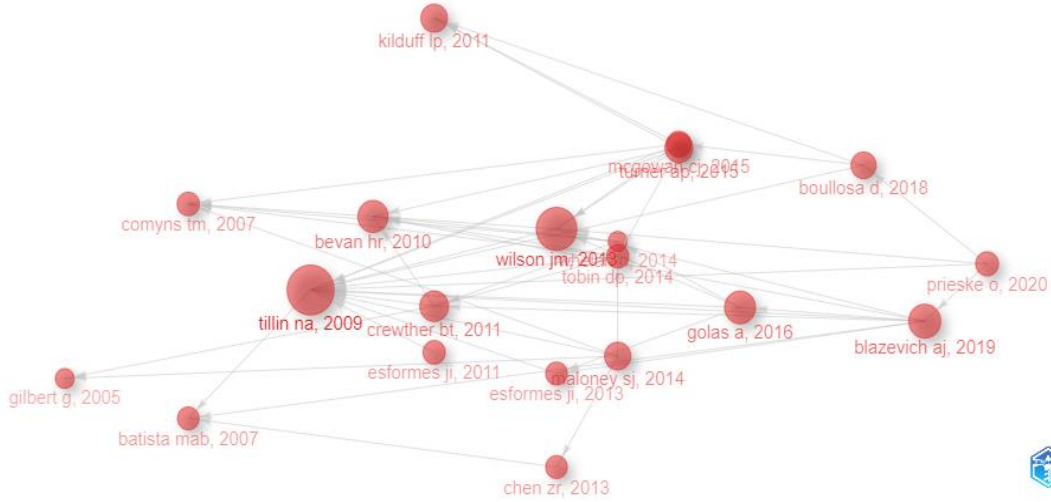 kilduff lp, 2011
mcgowan cj, 2015
turner ap, 2015
boullosa d, 2018
comyns tm, 2007
bevan hr, 2010
wilson jm, 2013
2014
tobin dp, 2014
prieske o, 2020
tillin na, 2009
crewther bt, 2011
golas a, 2016
blazevich aj, 2019
esformes ji, 2011
maloney sj, 2014
esformes ji, 2013
gilbert g, 2005
batista mab, 2007
chen zr, 2013